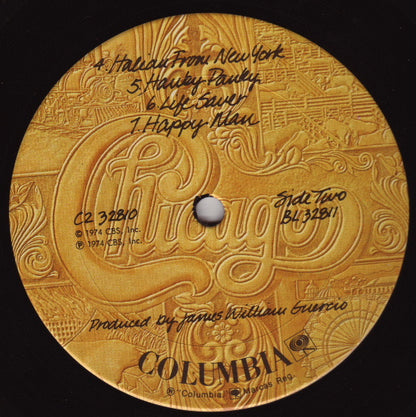 4. Italian From New York
5. Hanky Panky
6. Life Saver
7. Happy Man
Chicago
C2 32810
© 1974 CBS, Inc.
℗ 1974 CBS, Inc.
Side Two
BL 32811
Produced by James William Guercio
COLUMBIA
® "Columbia", Marcas Reg.